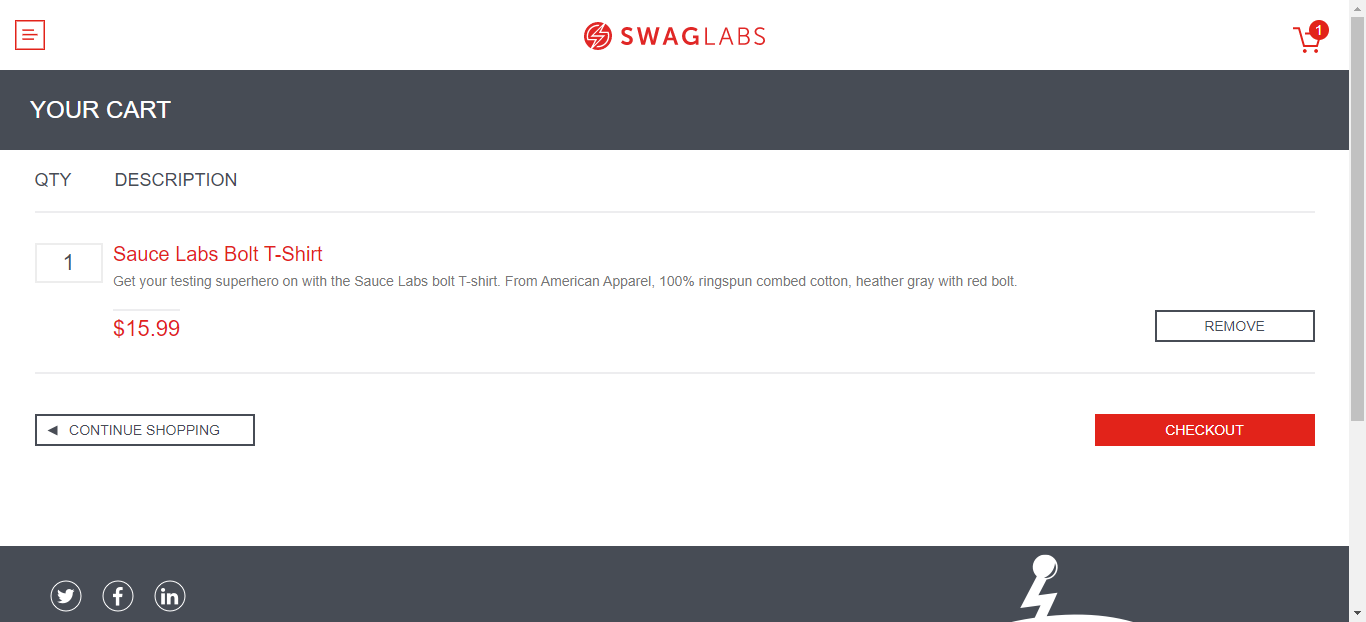 SWAGLABS
1
YOUR CART
QTY DESCRIPTION
1 Sauce Labs Bolt T-Shirt
Get your testing superhero on with the Sauce Labs bolt T-shirt. From American Apparel, 100% ringspun combed cotton, heather gray with red bolt.
$15.99
REMOVE
CONTINUE SHOPPING
CHECKOUT